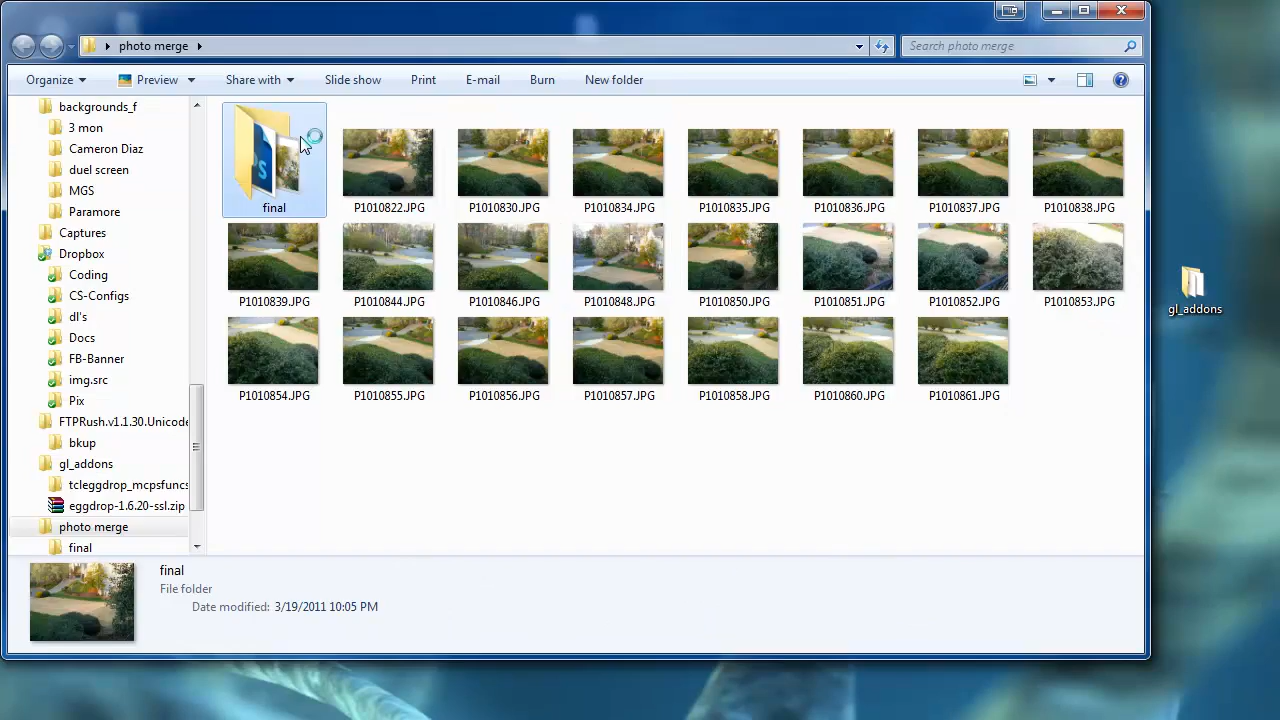 photo merge
Search photo merge
Organize Preview Share with Slide show Print E-mail Burn New folder
backgrounds_f
3 mon
Cameron Diaz
duel screen
MGS
Paramore
Captures
Dropbox
Coding
CS-Configs
dl's
Docs
FB-Banner
img.src
Pix
FTPRush.v1.1.30.Unicode
bkup
gl_addons
tcleggdrop_mcpsfuncs
eggdrop-1.6.20-ssl.zip
photo merge
final
final P1010822.JPG P1010830.JPG P1010834.JPG P1010835.JPG P1010836.JPG P1010837.JPG P1010838.JPG
P1010839.JPG P1010844.JPG P1010846.JPG P1010848.JPG P1010850.JPG P1010851.JPG P1010852.JPG P1010853.JPG
P1010854.JPG P1010855.JPG P1010856.JPG P1010857.JPG P1010858.JPG P1010860.JPG P1010861.JPG
final
File folder
Date modified: 3/19/2011 10:05 PM
gl_addons